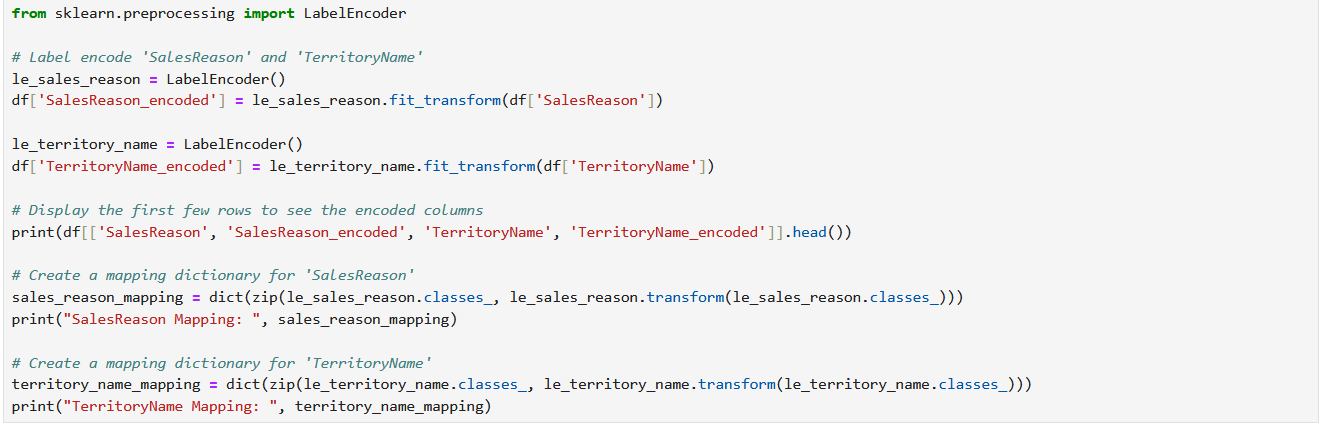 from sklearn.preprocessing import LabelEncoder
# Label encode 'SalesReason' and 'TerritoryName'
le_sales_reason = LabelEncoder()
df['SalesReason_encoded'] = le_sales_reason.fit_transform(df['SalesReason'])
le_territory_name = LabelEncoder()
df['TerritoryName_encoded'] = le_territory_name.fit_transform(df['TerritoryName'])
# Display the first few rows to see the encoded columns
print(df[['SalesReason', 'SalesReason_encoded', 'TerritoryName', 'TerritoryName_encoded']].head())
# Create a mapping dictionary for 'SalesReason'
sales_reason_mapping = dict(zip(le_sales_reason.classes_, le_sales_reason.transform(le_sales_reason.classes_)))
print("SalesReason Mapping: ", sales_reason_mapping)
# Create a mapping dictionary for 'TerritoryName'
territory_name_mapping = dict(zip(le_territory_name.classes_, le_territory_name.transform(le_territory_name.classes_)))
print("TerritoryName Mapping: ", territory_name_mapping)